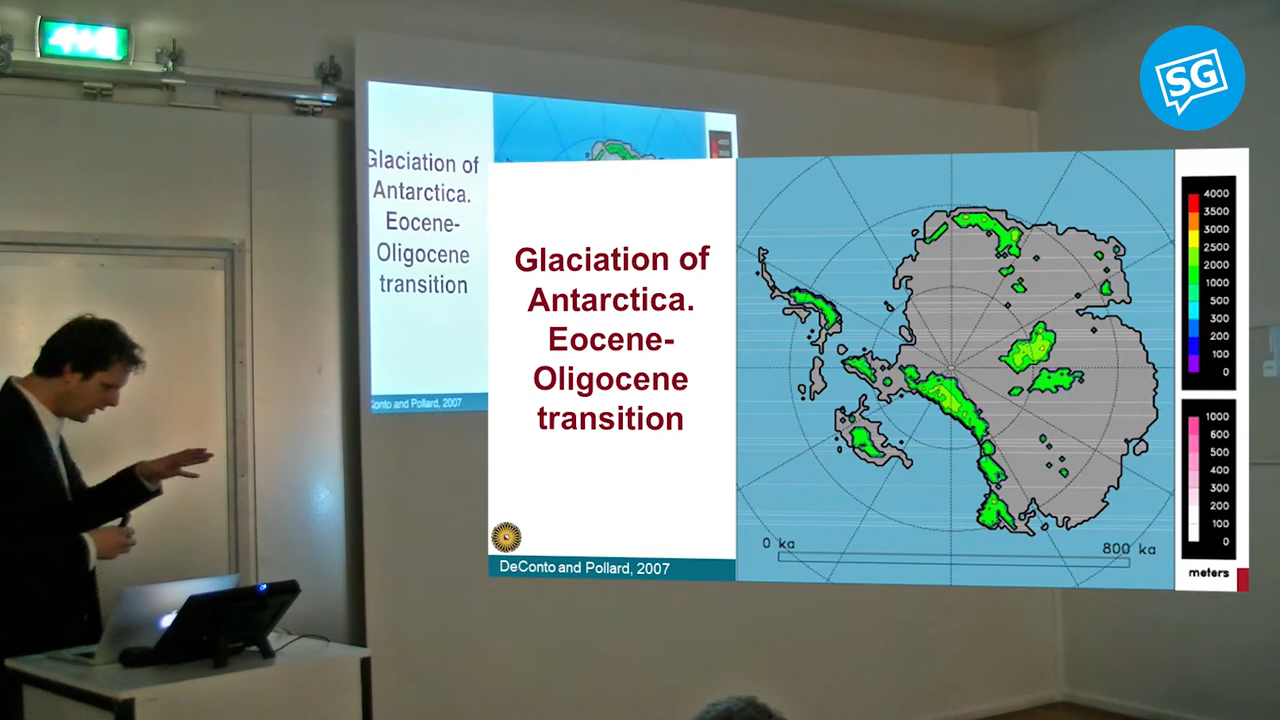 SG
Glaciation of
Antarctica.
Eocene-
Oligocene
transition
Conto and Pollard, 2007
Glaciation of
Antarctica.
Eocene-
Oligocene
transition
DeConto and Pollard, 2007
0 ka
800 ka
4000
3500
3000
2500
2000
1000
500
300
200
100
0
1000
600
500
400
300
200
100
0
meters